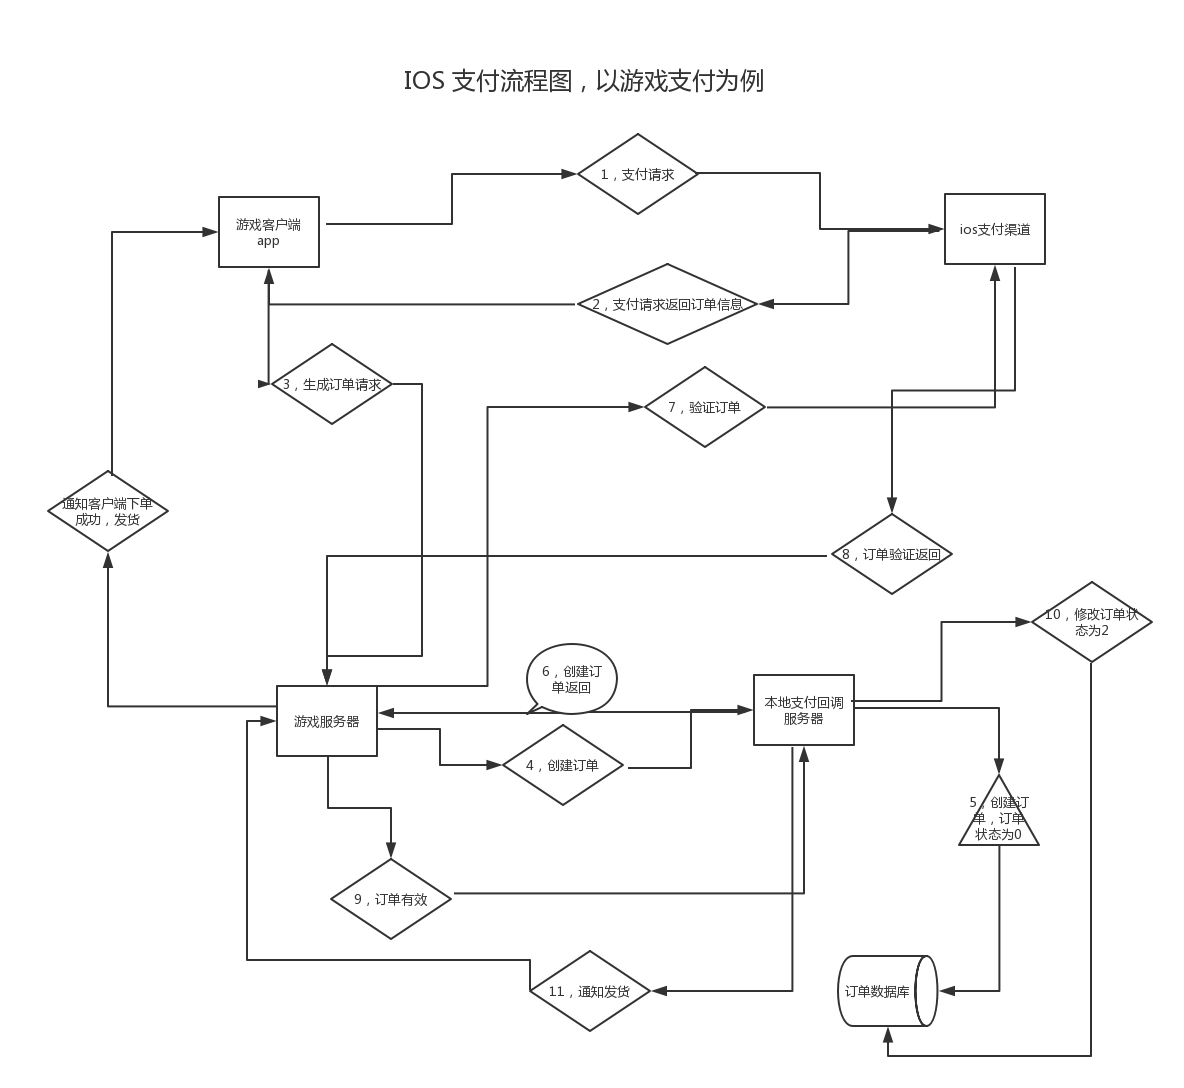 IOS 支付流程图，以游戏支付为例
1，支付请求
游戏客户端
app
ios支付渠道
2，支付请求返回订单信息
3，生成订单请求
7，验证订单
通知客户端下单
成功，发货
8，订单验证返回
10，修改订单状
态为2
6，创建订
单返回
本地支付回调
服务器
游戏服务器
4，创建订单
5，创建订
单，订单
状态为0
9，订单有效
11，通知发货
订单数据库